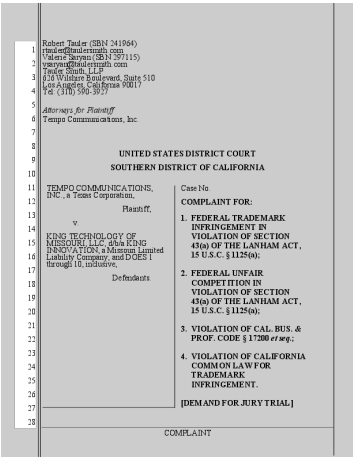 1 Robert Tauler (SBN 241964)
rtauler@taulersmith.com
2 Valerie Saryan (SBN 297115)
vsaryan@taulersmith.com
3 Tauler Smith, LLP
626 Wilshire Boulevard, Suite 510
4 Los Angeles, California 90017
Tel: (310) 590-3927
5
Attorneys for Plaintiff
6 Tempo Communications, Inc.
7
8
UNITED STATES DISTRICT COURT
9
SOUTHERN DISTRICT OF CALIFORNIA
10
11 TEMPO COMMUNICATIONS,
INC., a Texas Corporation,
12
Plaintiff,
13
v.
14
KING TECHNOLOGY OF
15 MISSOURI, LLC, d/b/a KING
INNOVATION, a Missouri Limited
16 Liability Company, and DOES 1
through 10, inclusive,
17
Defendants.
18
19
20
21
22
23
24
25
26
27
28
Case No.
COMPLAINT FOR:
1. FEDERAL TRADEMARK
INFRINGEMENT IN
VIOLATION OF SECTION
43(a) OF THE LANHAM ACT,
15 U.S.C. § 1125(a);
2. FEDERAL UNFAIR
COMPETITION IN
VIOLATION OF SECTION
43(a) OF THE LANHAM ACT,
15 U.S.C. § 1125(a);
3. VIOLATION OF CAL. BUS. &
PROF. CODE § 17200 et seq.;
4. VIOLATION OF CALIFORNIA
COMMON LAW FOR
TRADEMARK
INFRINGEMENT.
[DEMAND FOR JURY TRIAL]
COMPLAINT